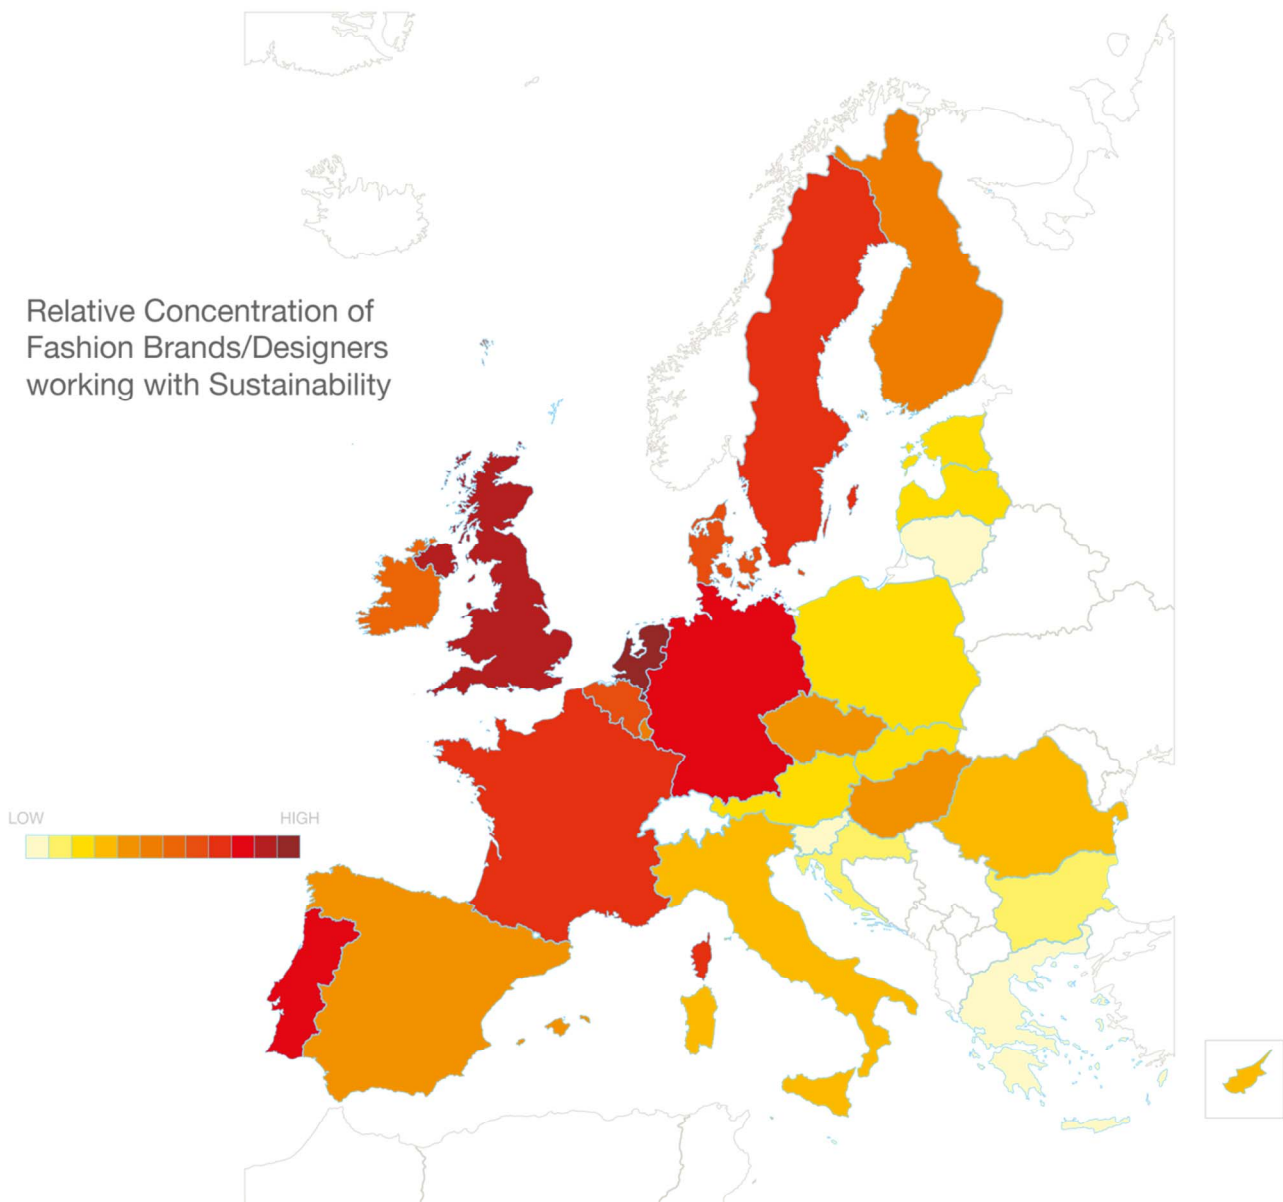 Relative Concentration of
Fashion Brands/Designers
working with Sustainability
LOW HIGH